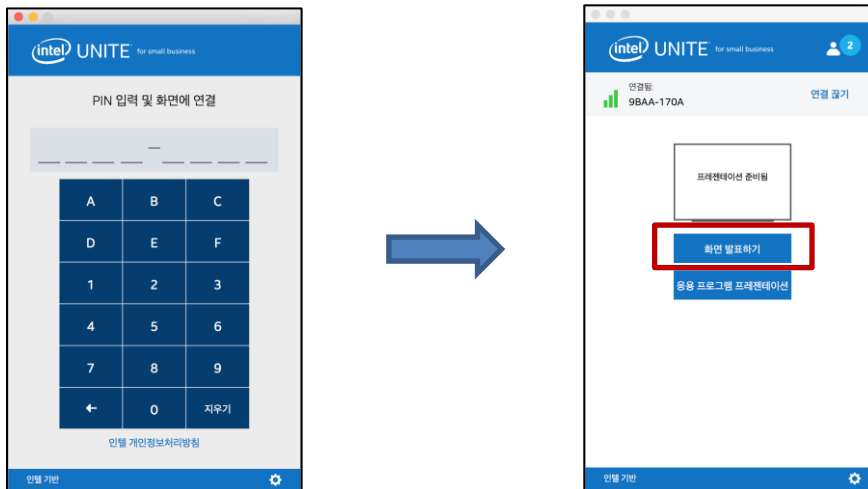 intel UNITE for small business
PIN 입력 및 화면에 연결
_ _ _ _ - _ _ _ _
A B C
D E F
1 2 3
4 5 6
7 8 9
← 0 지우기
인텔 개인정보처리방침
인텔 기반
intel UNITE for small business 2
연결됨:
9BAA-170A
연결 끊기
프레젠테이션 준비됨
화면 발표하기
응용 프로그램 프레젠테이션
인텔 기반